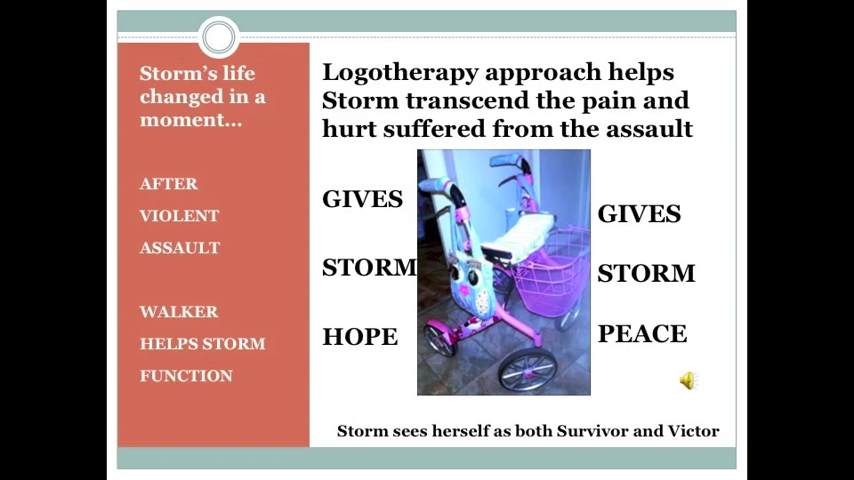 Storm's life
changed in a
moment...
AFTER
VIOLENT
ASSAULT
WALKER
HELPS STORM
FUNCTION
Logotherapy approach helps
Storm transcend the pain and
hurt suffered from the assault
GIVES
STORM
HOPE
GIVES
STORM
PEACE
Storm sees herself as both Survivor and Victor